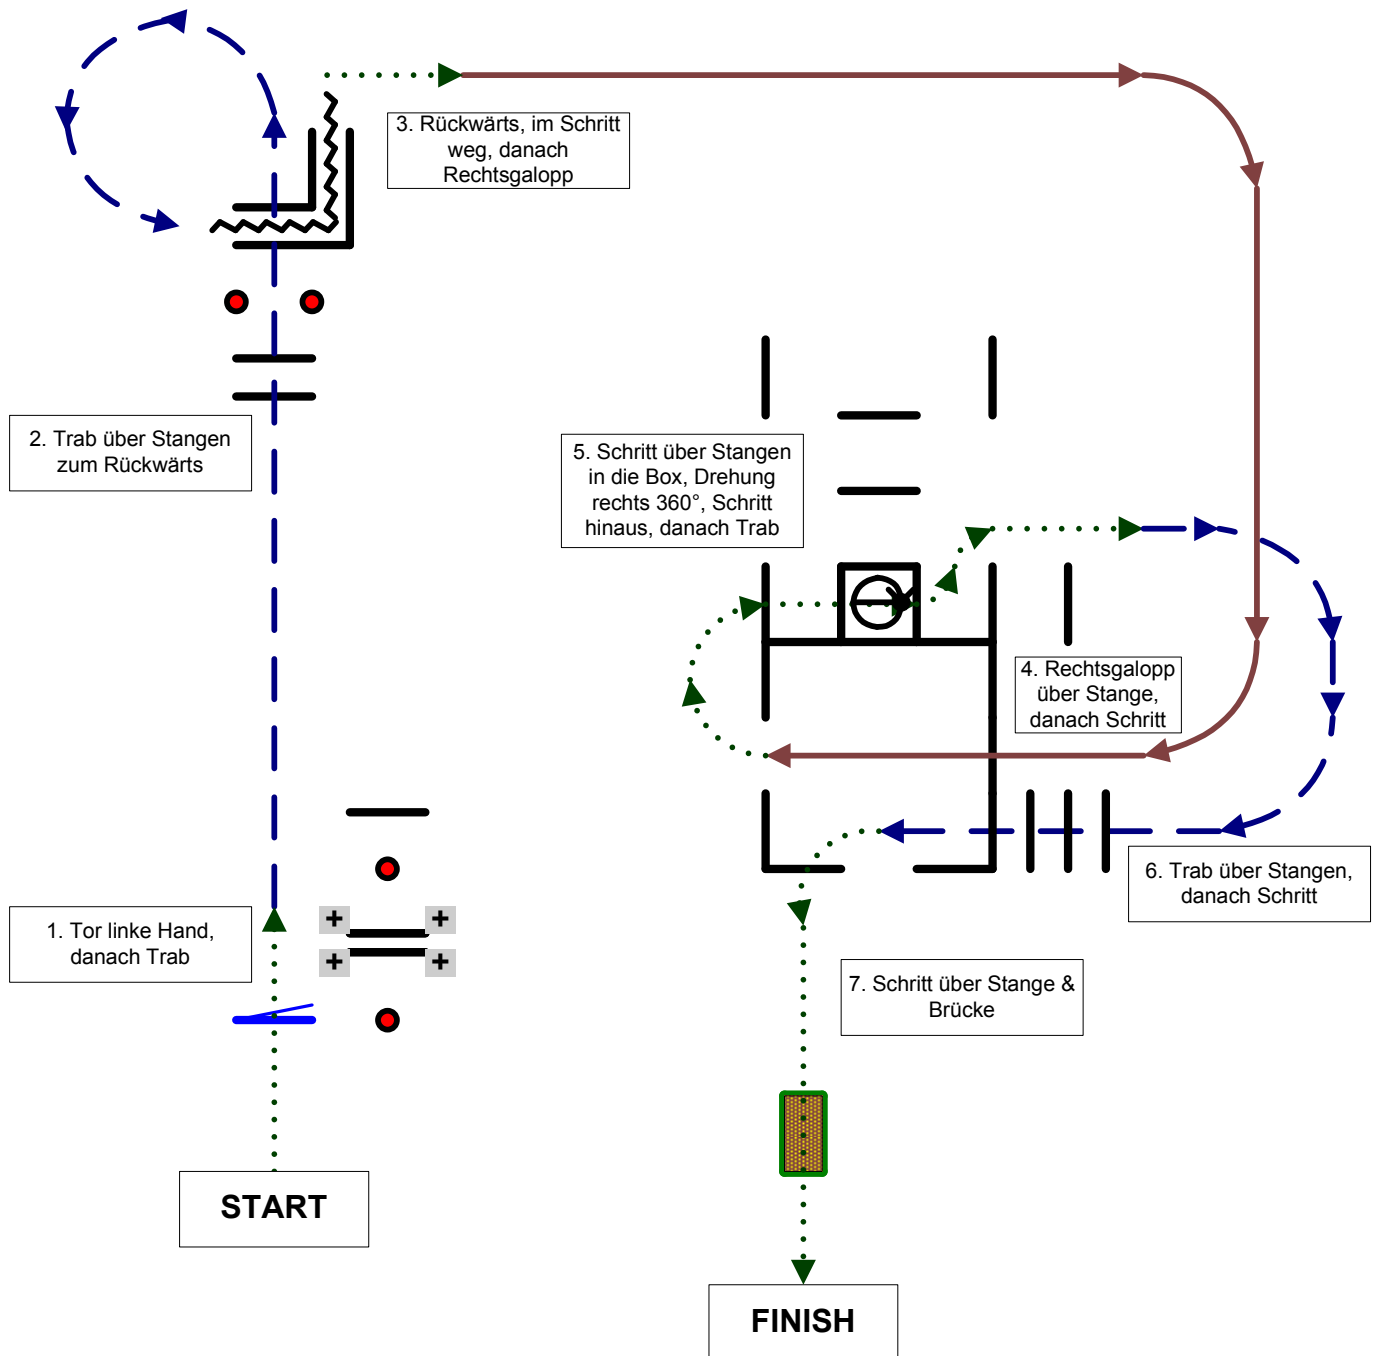 3. Rückwärts, im Schritt
weg, danach
Rechtsgalopp
2. Trab über Stangen
zum Rückwärts
5. Schritt über Stangen
in die Box, Drehung
rechts 360°, Schritt
hinaus, danach Trab
4. Rechtsgalopp
über Stange,
danach Schritt
6. Trab über Stangen,
danach Schritt
1. Tor linke Hand,
danach Trab
7. Schritt über Stange &
Brücke
START
FINISH